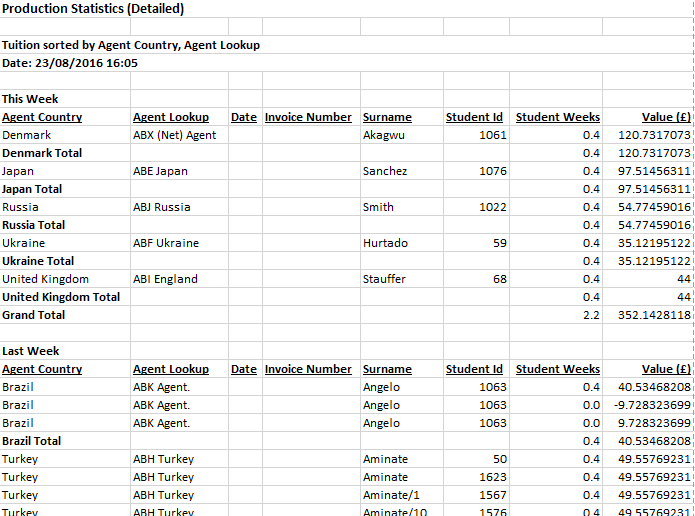 Production Statistics (Detailed)
Tuition sorted by Agent Country, Agent Lookup
Date: 23/08/2016 16:05
This Week
Agent Country Agent Lookup Date Invoice Number Surname Student Id Student Weeks Value (£)
Denmark ABX (Net) Agent Akagwu 1061 0.4 120.7317073
Denmark Total 0.4 120.7317073
Japan ABE Japan Sanchez 1076 0.4 97.51456311
Japan Total 0.4 97.51456311
Russia ABJ Russia Smith 1022 0.4 54.77459016
Russia Total 0.4 54.77459016
Ukraine ABF Ukraine Hurtado 59 0.4 35.12195122
Ukraine Total 0.4 35.12195122
United Kingdom ABI England Stauffer 68 0.4 44
United Kingdom Total 0.4 44
Grand Total 2.2 352.1428118
Last Week
Agent Country Agent Lookup Date Invoice Number Surname Student Id Student Weeks Value (£)
Brazil ABK Agent. Angelo 1063 0.4 40.53468208
Brazil ABK Agent. Angelo 1063 0.0 -9.728323699
Brazil ABK Agent. Angelo 1063 0.0 9.728323699
Brazil Total 0.4 40.53468208
Turkey ABH Turkey Aminate 50 0.4 49.55769231
Turkey ABH Turkey Aminate 1623 0.4 49.55769231
Turkey ABH Turkey Aminate/1 1567 0.4 49.55769231
Turkey ABH Turkey Aminate/10 1576 0.4 49.55769231